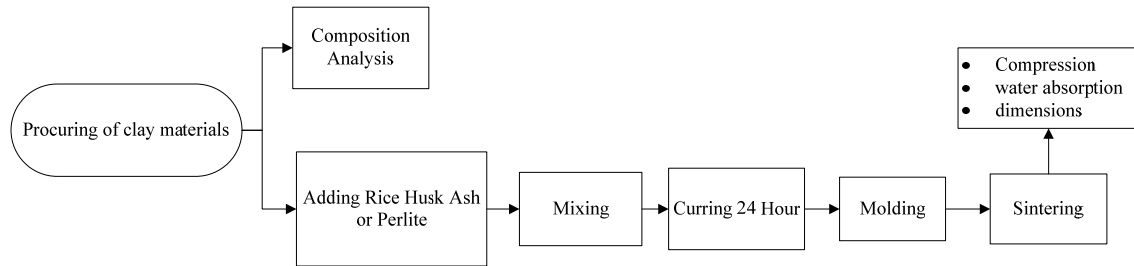 Composition
Analysis
Procuring of clay materials
Adding Rice Husk Ash
or Perlite
Mixing
Curring 24 Hour
Molding
Sintering
● Compression
● water absorption
● dimensions